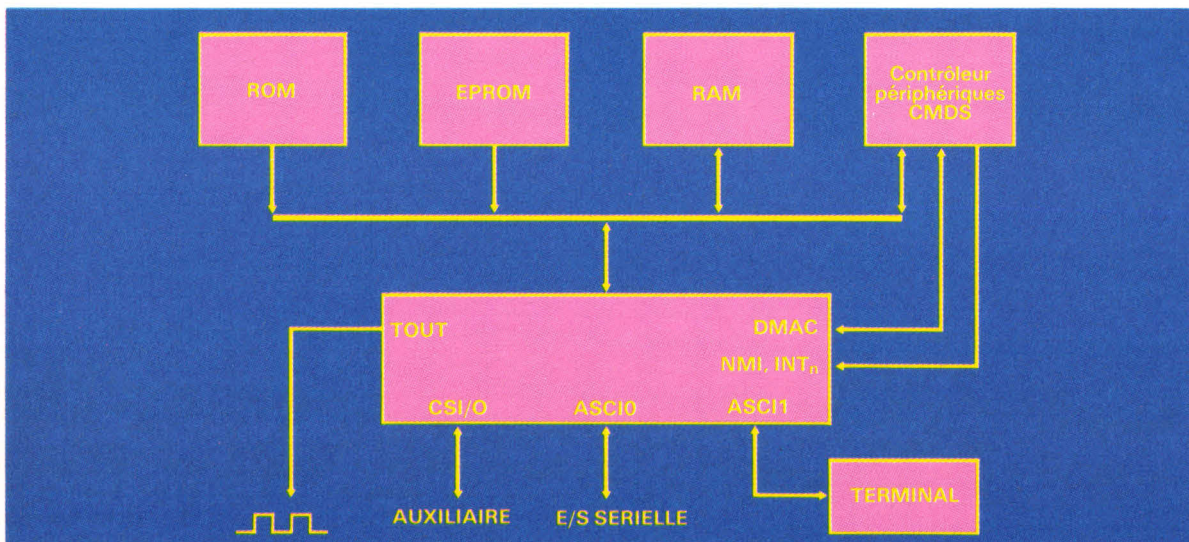 ROM
EPROM
RAM
Contrôleur
périphériques
CMDS
TOUT
DMAC
NMI, INTn
CSI/O
ASCI0
ASCI1
AUXILIAIRE
E/S SERIELLE
TERMINAL